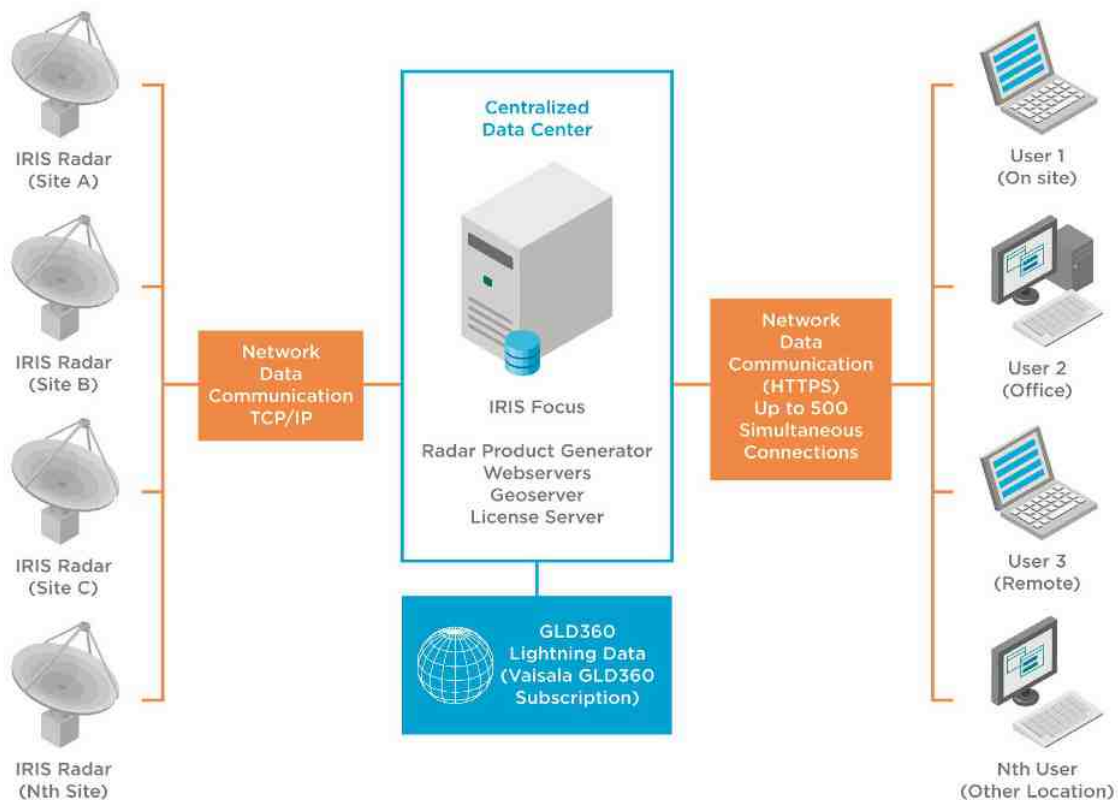 IRIS Radar
(Site A)
IRIS Radar
(Site B)
IRIS Radar
(Site C)
IRIS Radar
(Nth Site)
Network
Data
Communication
TCP/IP
Centralized
Data Center
IRIS Focus
Radar Product Generator
Webservers
Geoserver
License Server
GLD360
Lightning Data
(Vaisala GLD360
Subscription)
Network
Data
Communication
(HTTPS)
Up to 500
Simultaneous
Connections
User 1
(On site)
User 2
(Office)
User 3
(Remote)
Nth User
(Other Location)